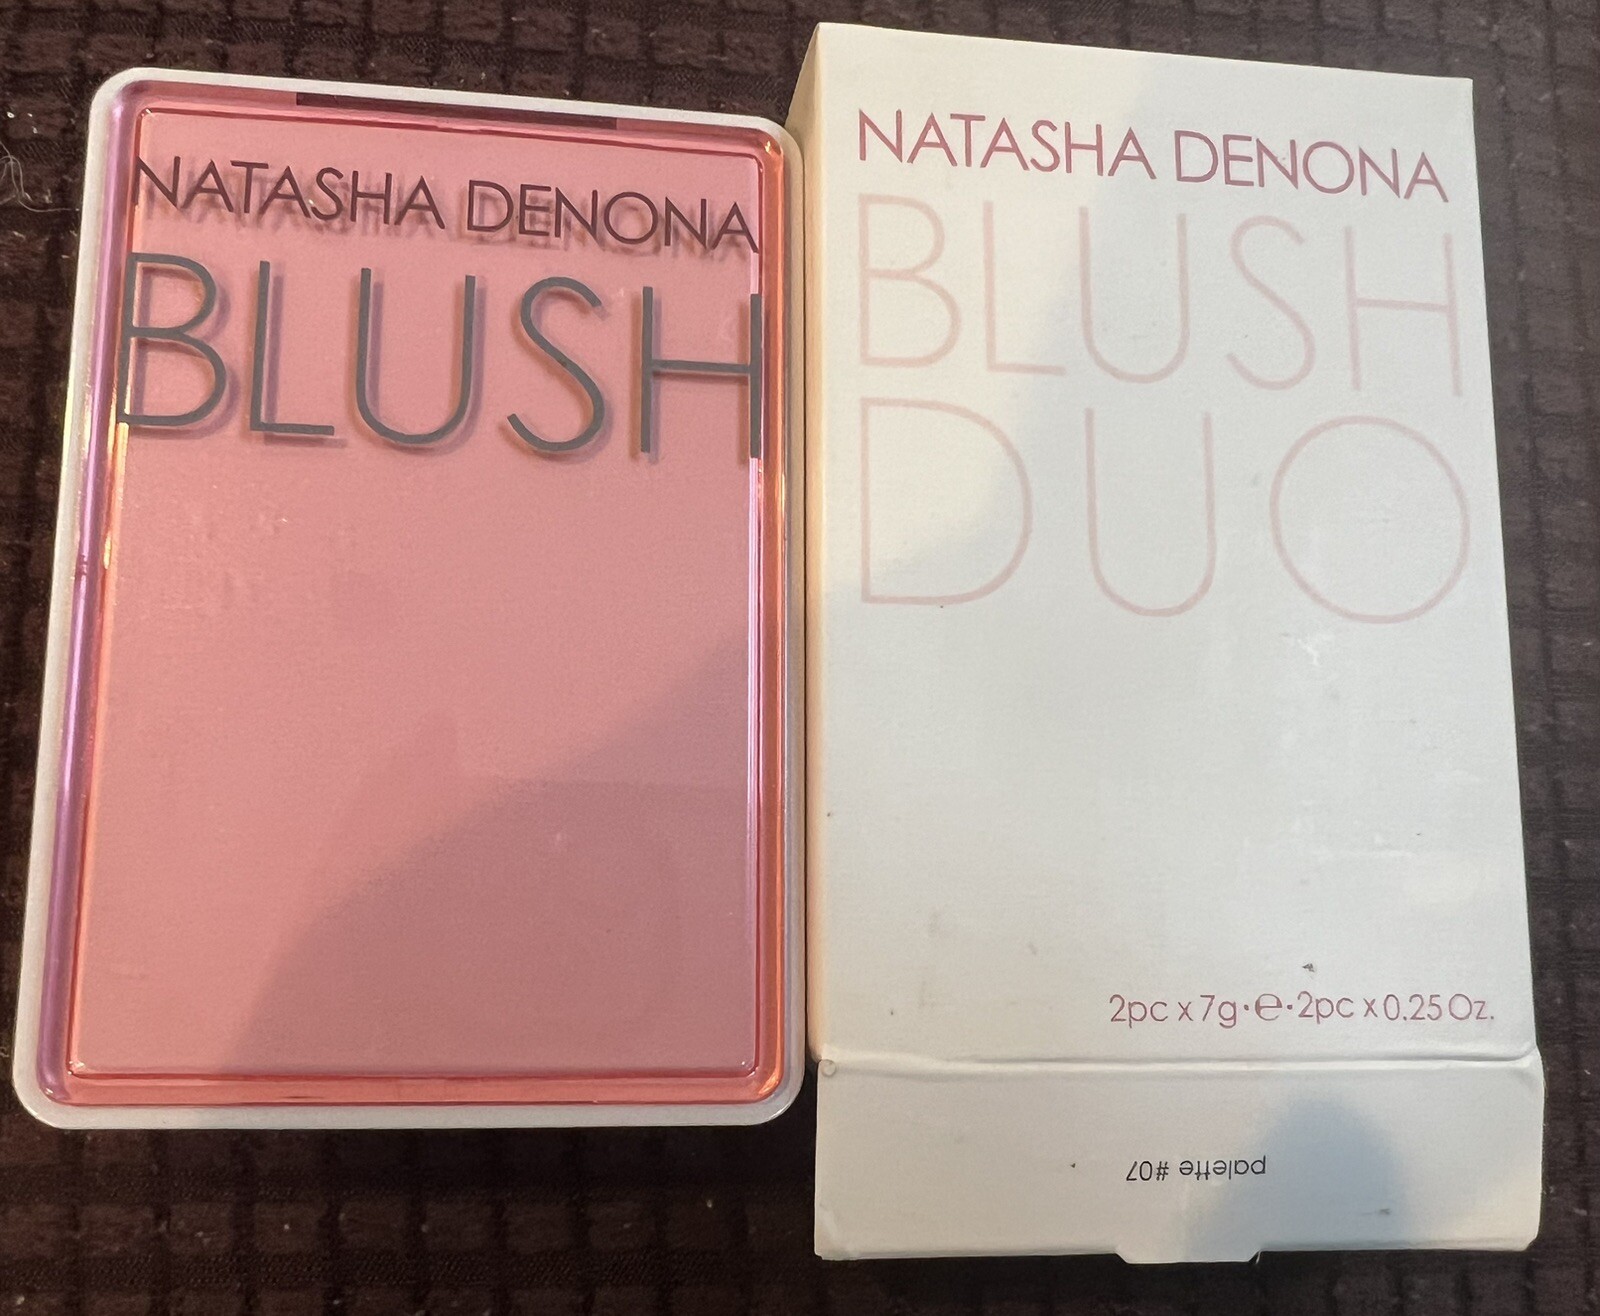 NATASHA DENONA
BLUSH
NATASHA DENONA
BLUSH
DUO
2pc x 7g·℮·2pc x 0.25 Oz.
palette #07